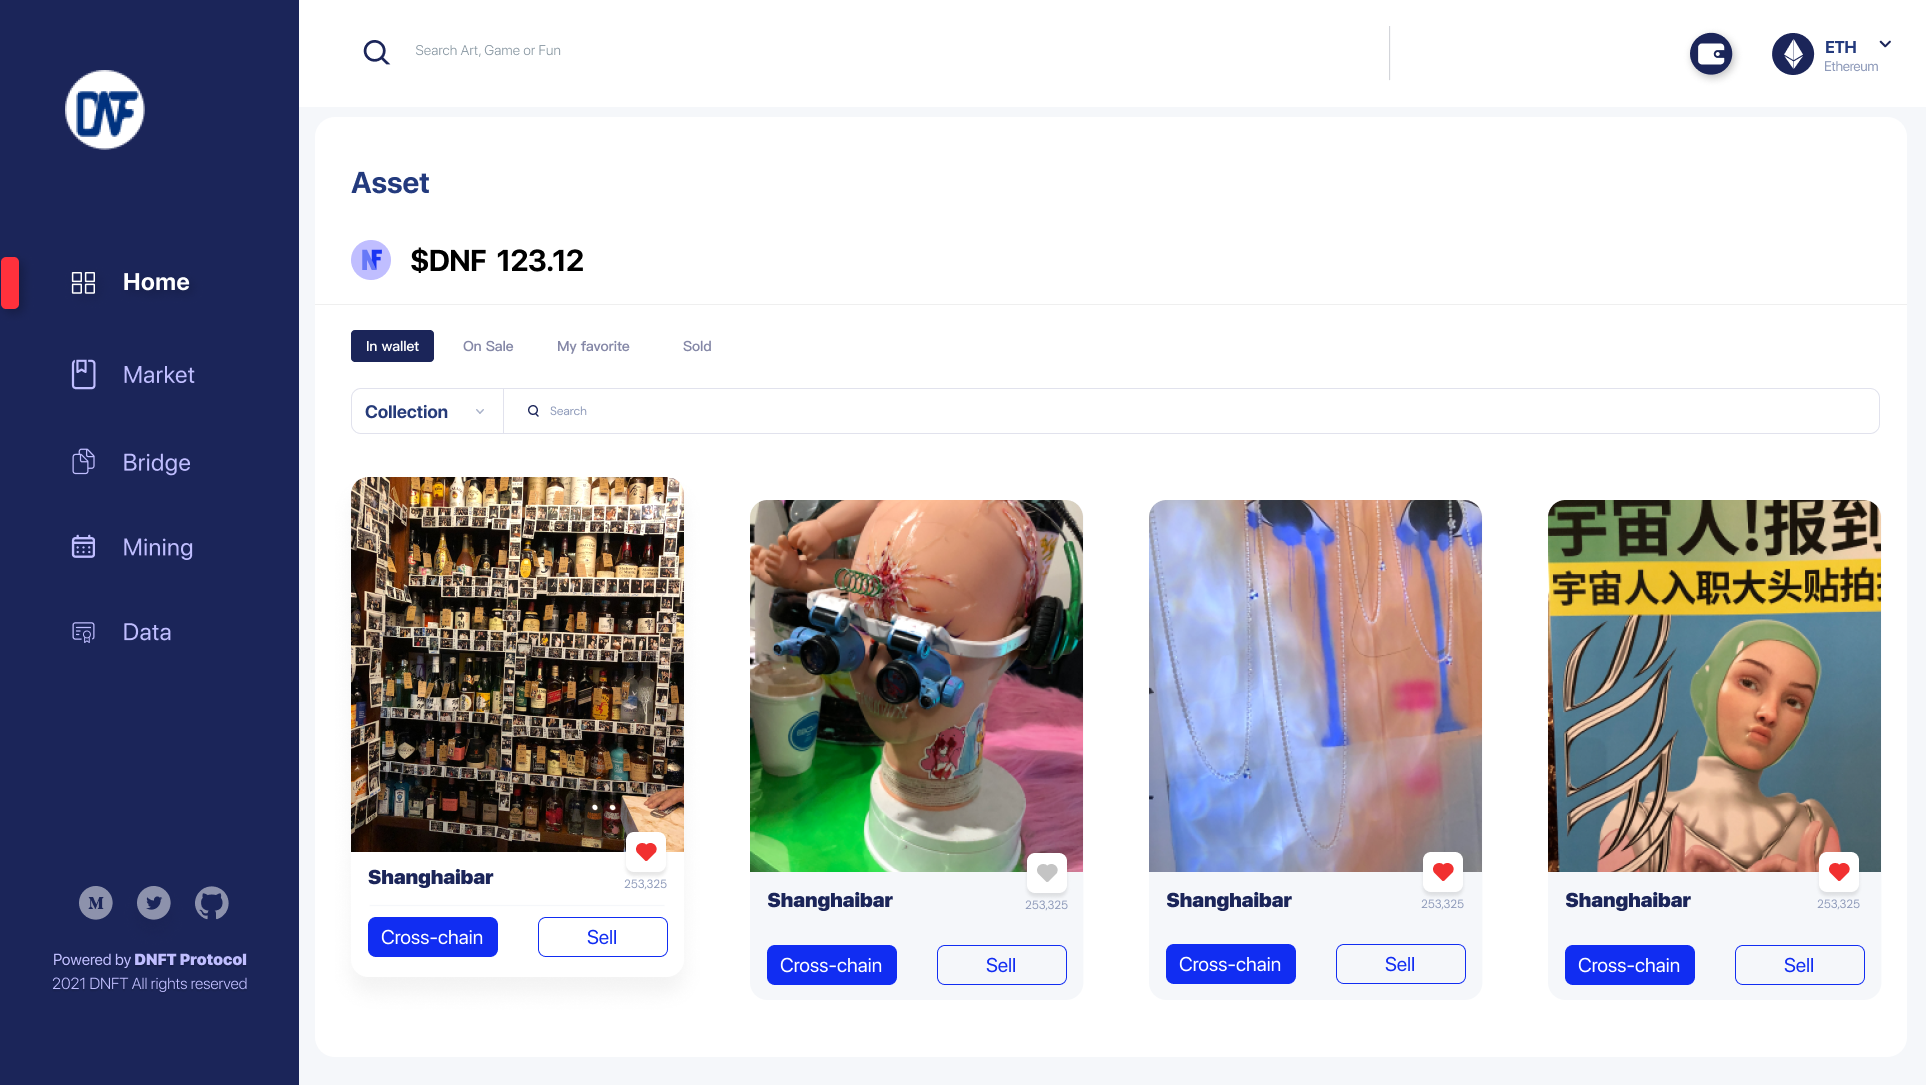 DNF
Search Art, Game or Fun
ETH
Ethereum
Home
Market
Bridge
Mining
Data
M
Powered by DNFT Protocol
2021 DNFT All rights reserved
Asset
NF
$DNF 123.12
In wallet
On Sale
My favorite
Sold
Collection
Search
Shanghaibar
253,325
Cross-chain
Sell
Shanghaibar
253,325
Cross-chain
Sell
Shanghaibar
253,325
Cross-chain
Sell
宇宙人!报到
宇宙人入职大头贴拍
Shanghaibar
253,325
Cross-chain
Sell